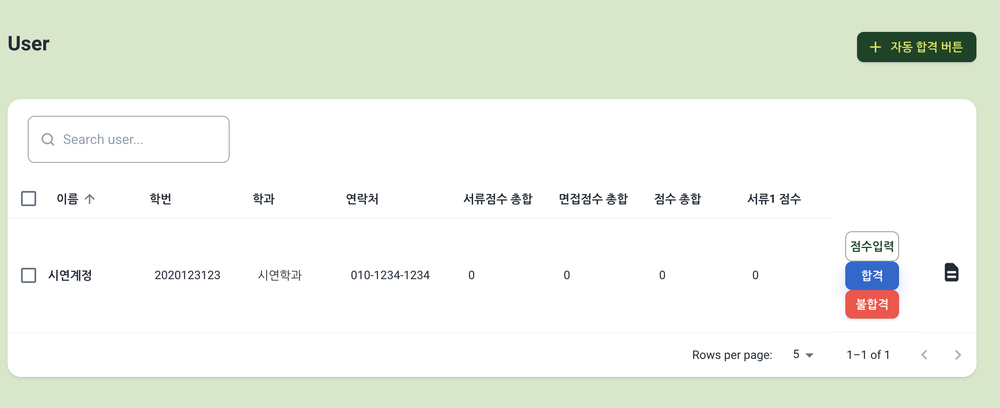 User
자동 합격 버튼
Search user...
이름 학번 학과 연락처 서류점수 총합 면접점수 총합 점수 총합 서류1 점수
점수입력
시연계정 2020123123 시연학과 010-1234-1234 0 0 0 0 합격
불합격
Rows per page: 5 1–1 of 1